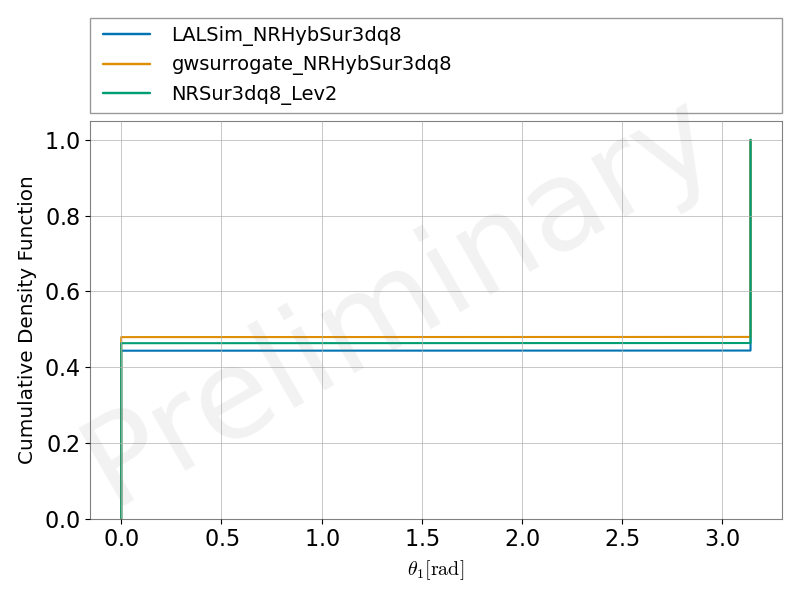 LALSim_NRHybSur3dq8
gwsurrogate_NRHybSur3dq8
NRSur3dq8_Lev2
Preliminary
Cumulative Density Function
1.0
0.8
0.6
0.4
0.2
0.0
0.0 0.5 1.0 1.5 2.0 2.5 3.0
θ₁[rad]